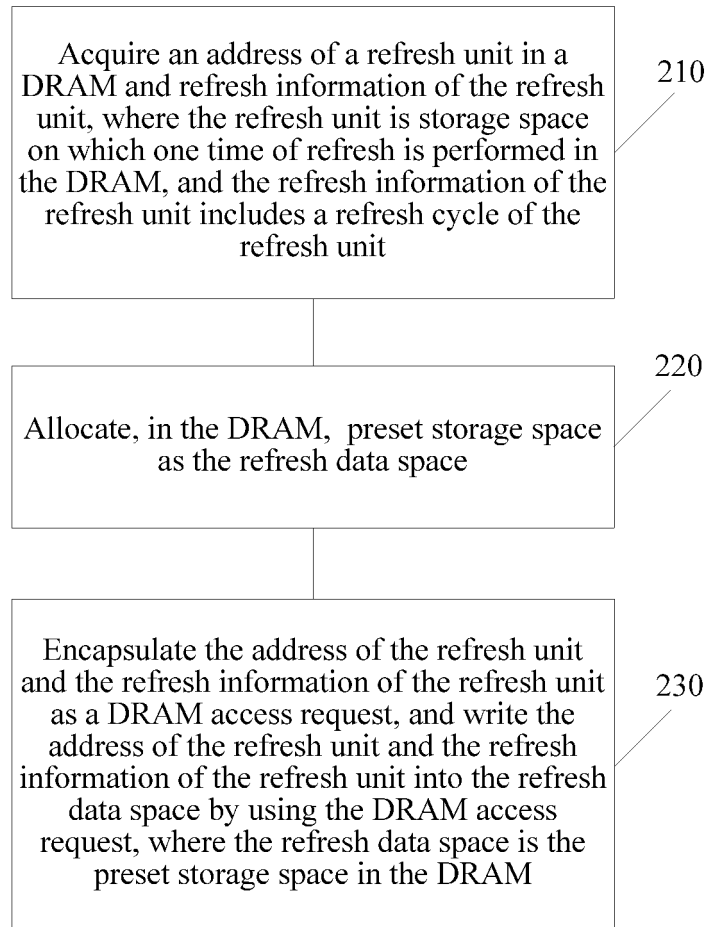 Acquire an address of a refresh unit in a
DRAM and refresh information of the refresh
unit, where the refresh unit is storage space
on which one time of refresh is performed in
the DRAM, and the refresh information of the
refresh unit includes a refresh cycle of the
refresh unit
210
Allocate, in the DRAM, preset storage space
as the refresh data space
220
Encapsulate the address of the refresh unit
and the refresh information of the refresh unit
as a DRAM access request, and write the
address of the refresh unit and the refresh
information of the refresh unit into the refresh
data space by using the DRAM access
request, where the refresh data space is the
preset storage space in the DRAM
230